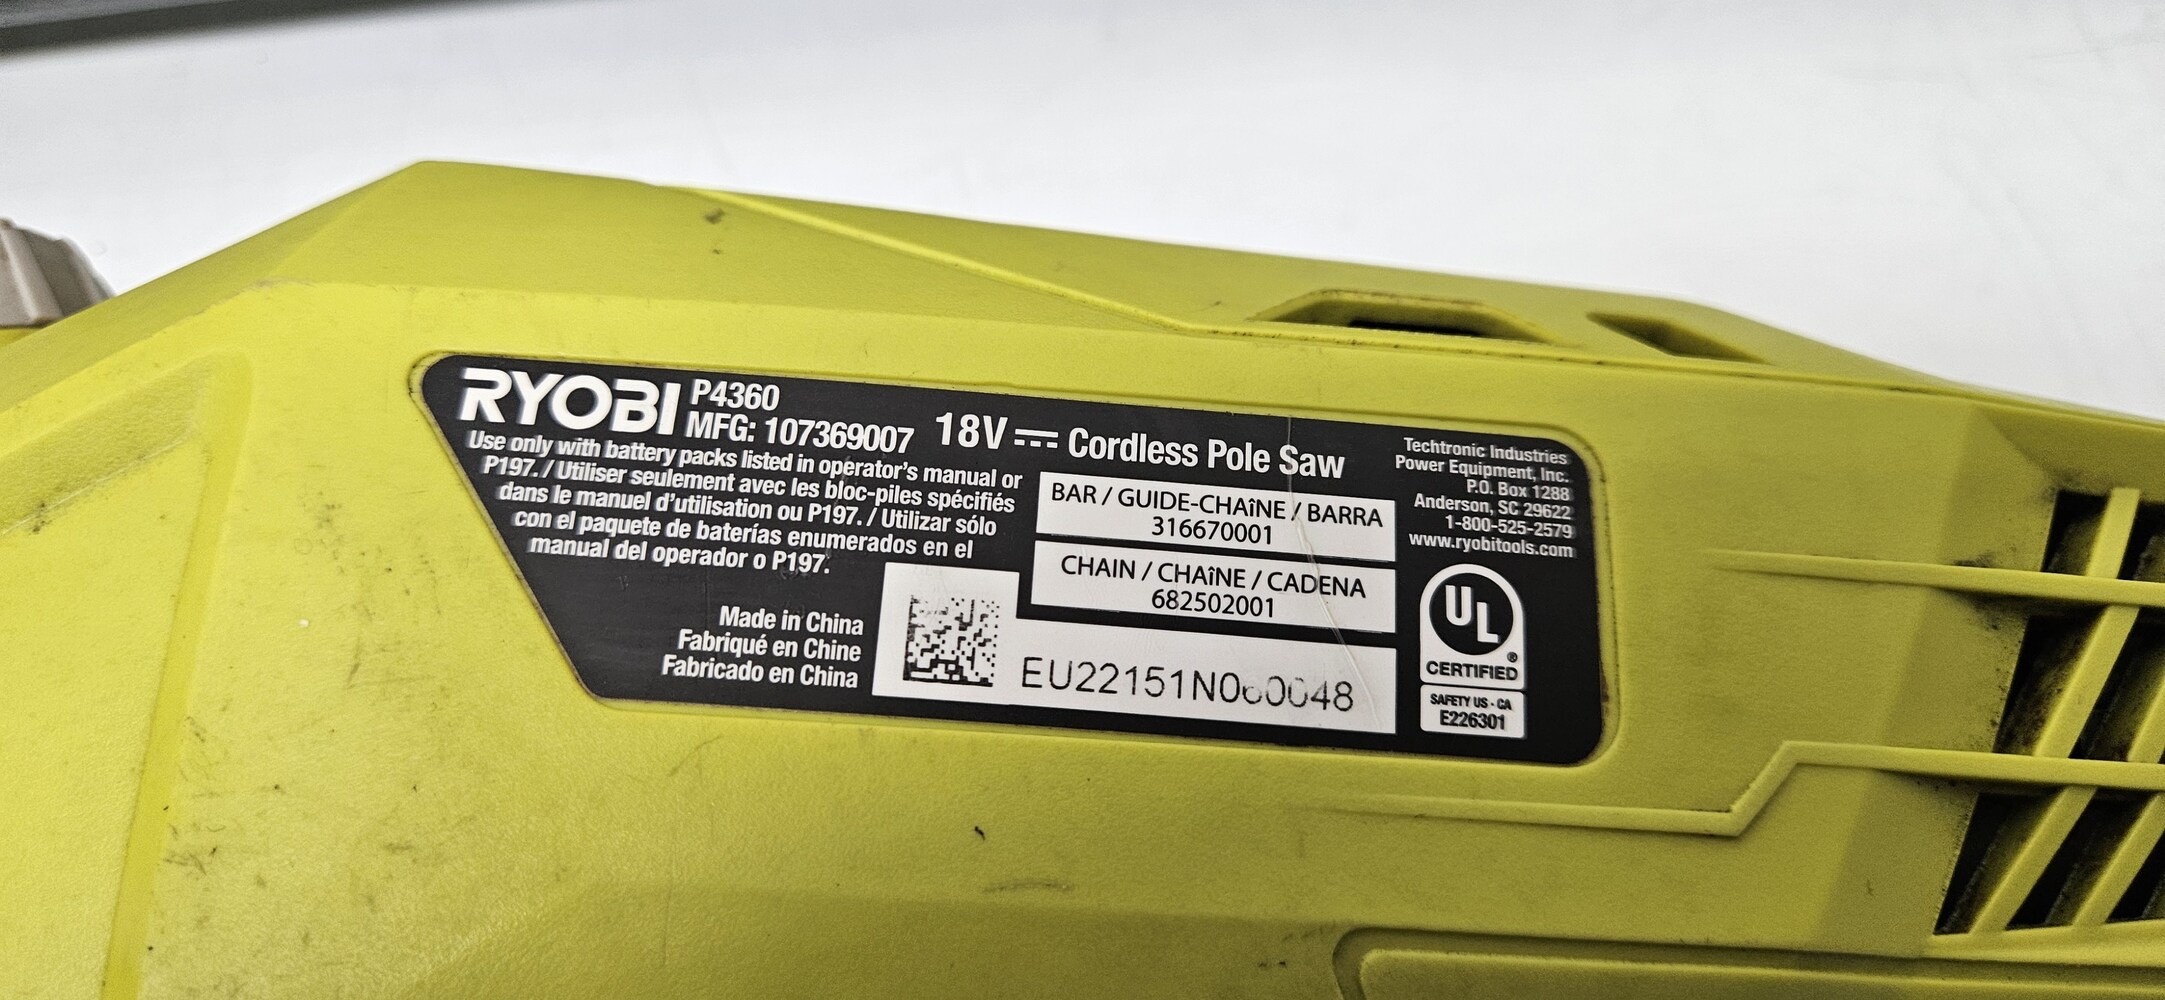 RYOBI P4360
MFG: 107369007
18V Cordless Pole Saw
Use only with battery packs listed in operator's manual or
P197. / Utiliser seulement avec les bloc-piles spécifiés
dans le manuel d'utilisation ou P197. / Utilizar sólo
con el paquete de baterías enumerados en el
manual del operador o P197.
Made in China
Fabriqué en Chine
Fabricado en China
BAR / GUIDE-CHAîNE / BARRA
316670001
CHAIN / CHAîNE / CADENA
682502001
EU22151N060048
Techtronic Industries
Power Equipment, Inc.
P.O. Box 1288
Anderson, SC 29622
1-800-525-2579
www.ryobitools.com
UL
®
CERTIFIED
SAFETY US - CA
E226301